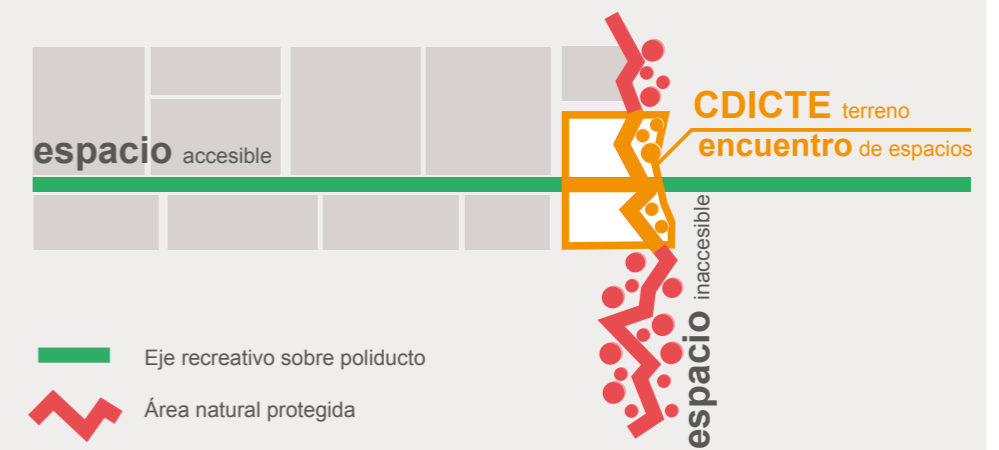 CDICTE terreno
encuentro de espacios
espacio accesible
espacio inaccesible
Eje recreativo sobre poliducto
Área natural protegida